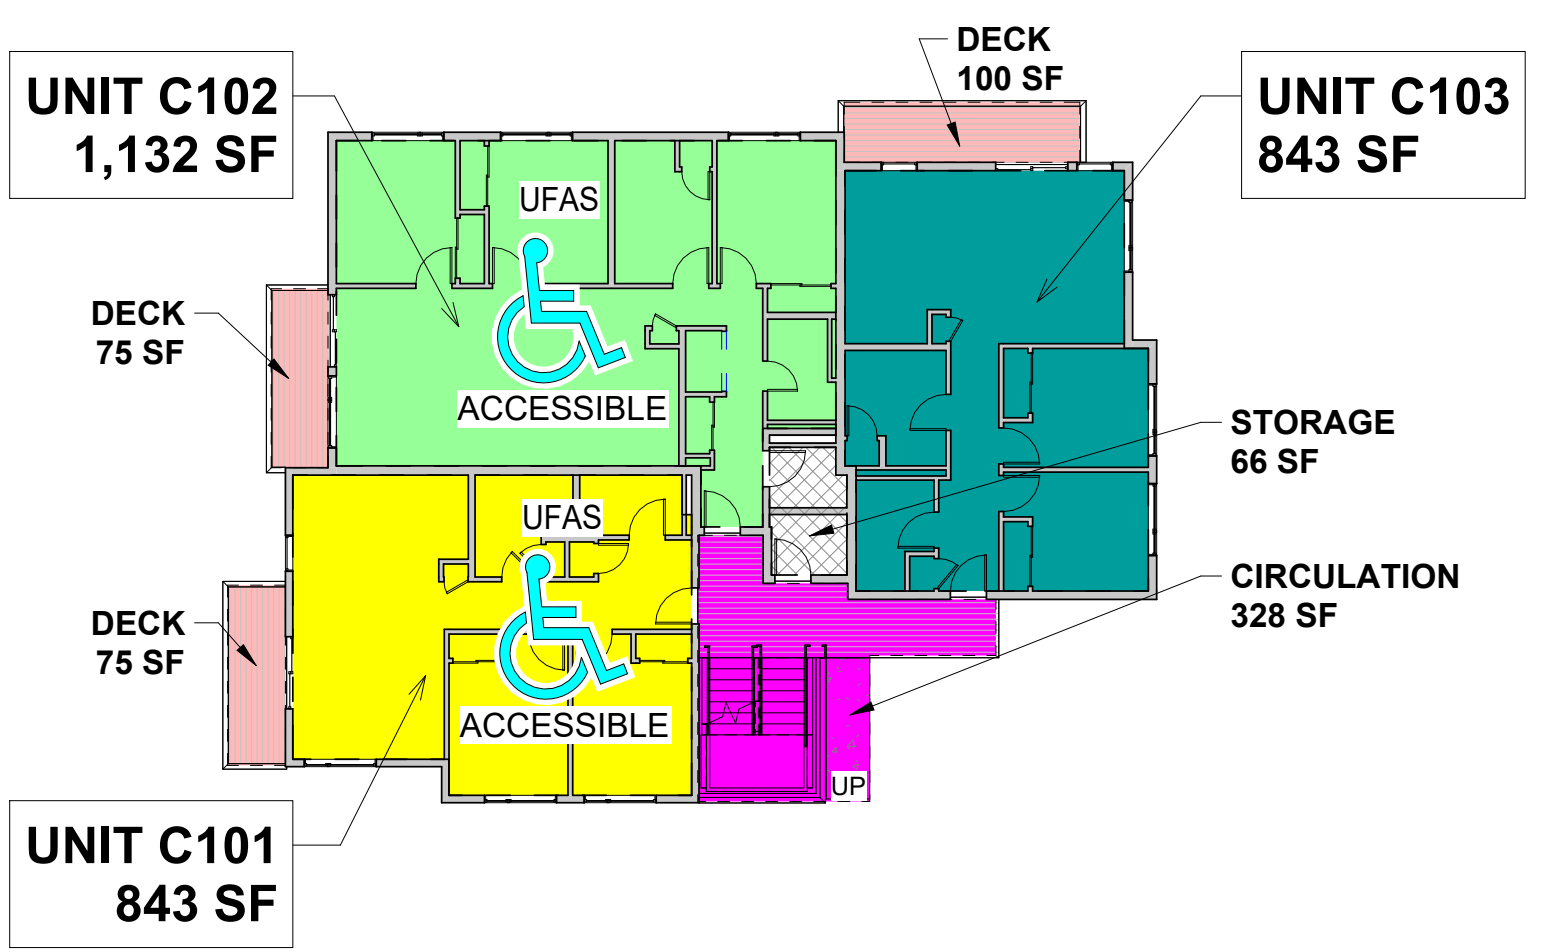 DECK
100 SF
UNIT C102
1,132 SF
UNIT C103
843 SF
UFAS
DECK
75 SF
ACCESSIBLE
STORAGE
66 SF
UFAS
CIRCULATION
328 SF
DECK
75 SF
ACCESSIBLE
UP
UNIT C101
843 SF